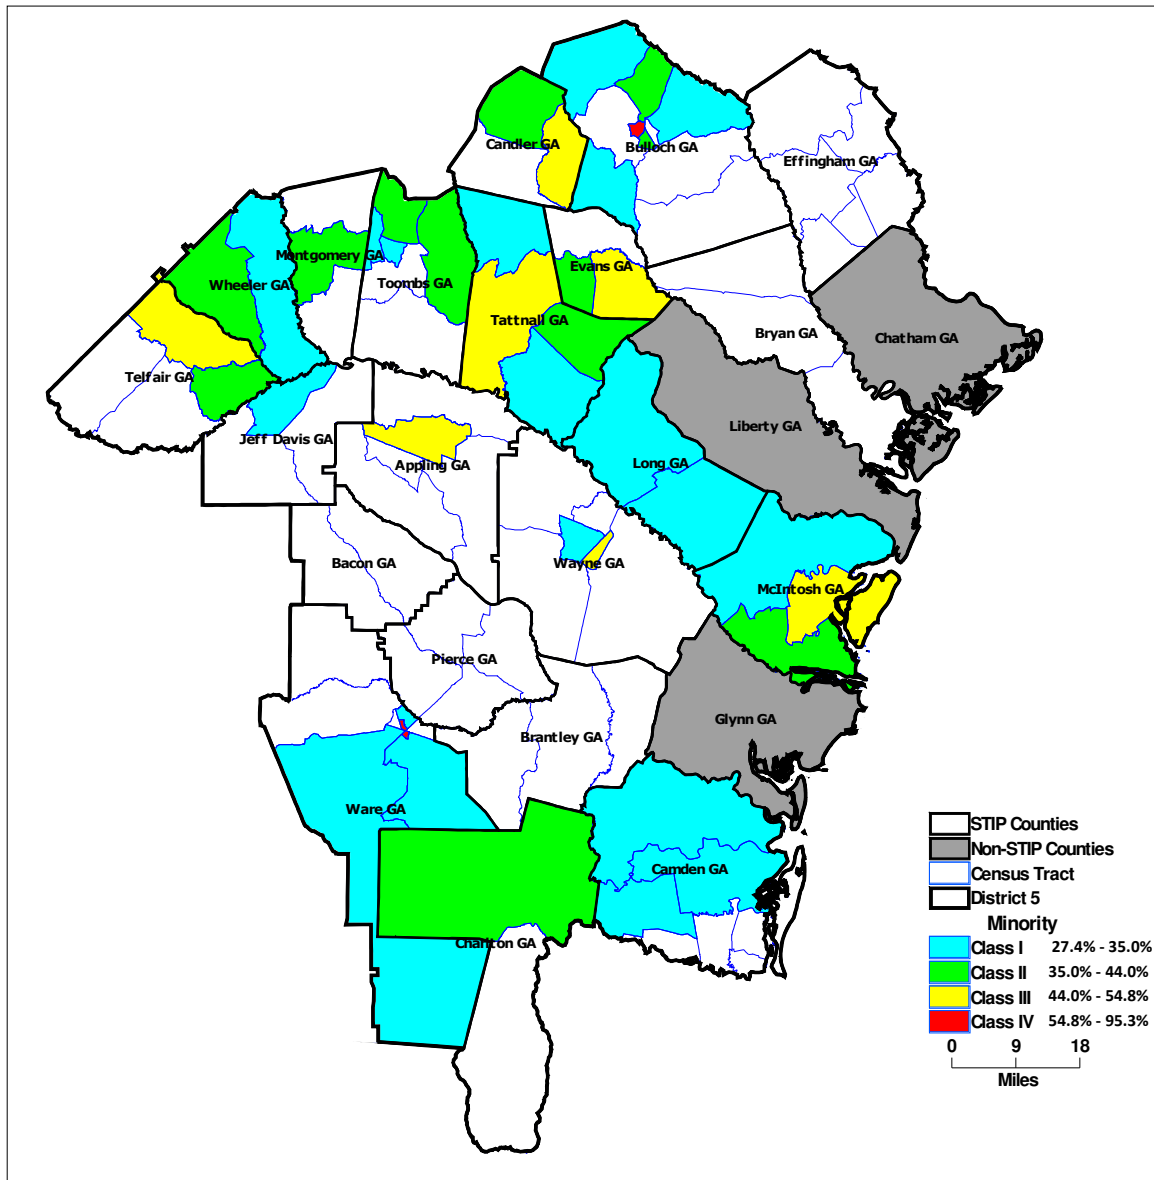 Candler GA
Bulloch GA
Effingham GA
Montgomery GA
Evans GA
Wheeler GA
Toombs GA
Tattnall GA
Bryan GA
Chatham GA
Telfair GA
Liberty GA
Jeff Davis GA
Appling GA
Long GA
Bacon GA
Wayne GA
McIntosh GA
Pierce GA
Glynn GA
Brantley GA
Ware GA
Camden GA
Charlton GA
STIP Counties
Non-STIP Counties
Census Tract
District 5
Minority
Class I 27.4% - 35.0%
Class II 35.0% - 44.0%
Class III 44.0% - 54.8%
Class IV 54.8% - 95.3%
0 9 18
Miles